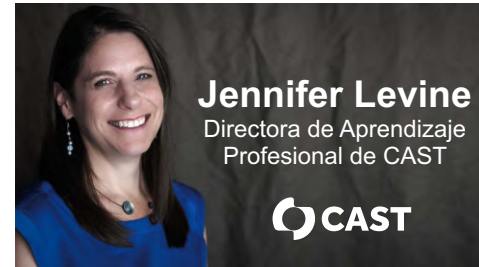 Jennifer Levine
Directora de Aprendizaje
Profesional de CAST
CAST